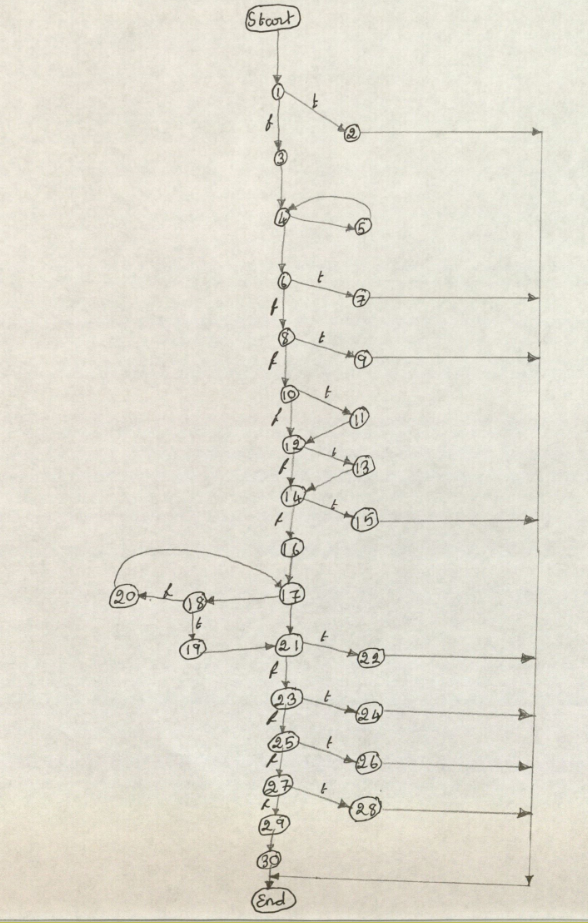 Start
1 t
f 2
3
4 5
6 t 7
f
8 t 9
f
10 t
f 11
12 t
f 13
14 t
f 15
16
20 f 18 17
t
19 21 t 22
f
23 t 24
f
25 t 26
f
27 t 28
f
29
30
End